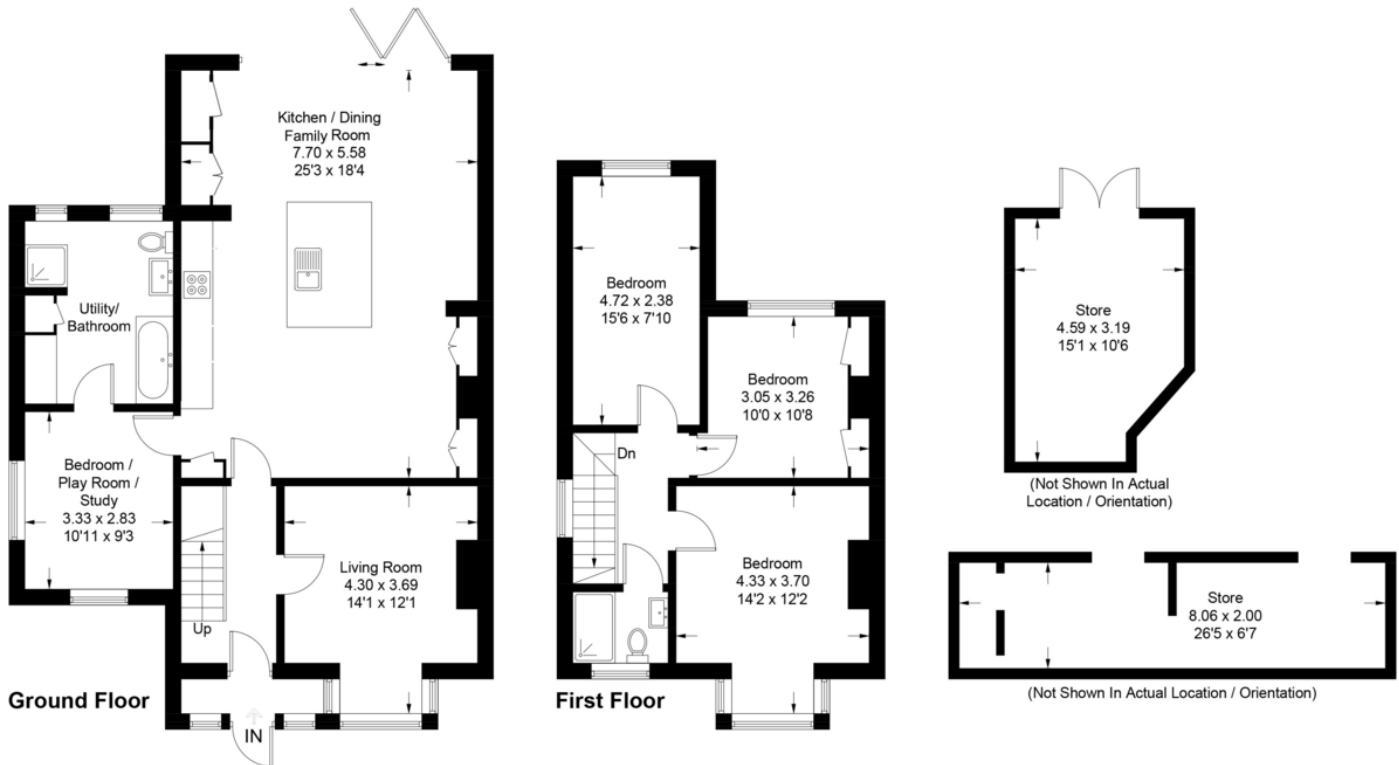 Kitchen / Dining
Family Room
7.70 x 5.58
25'3 x 18'4
Utility/
Bathroom
Bedroom /
Play Room /
Study
3.33 x 2.83
10'11 x 9'3
Living Room
4.30 x 3.69
14'1 x 12'1
Up
IN
Ground Floor
Bedroom
4.72 x 2.38
15'6 x 7'10
Bedroom
3.05 x 3.26
10'0 x 10'8
Dn
Bedroom
4.33 x 3.70
14'2 x 12'2
First Floor
Store
4.59 x 3.19
15'1 x 10'6
(Not Shown In Actual
Location / Orientation)
Store
8.06 x 2.00
26'5 x 6'7
(Not Shown In Actual Location / Orientation)